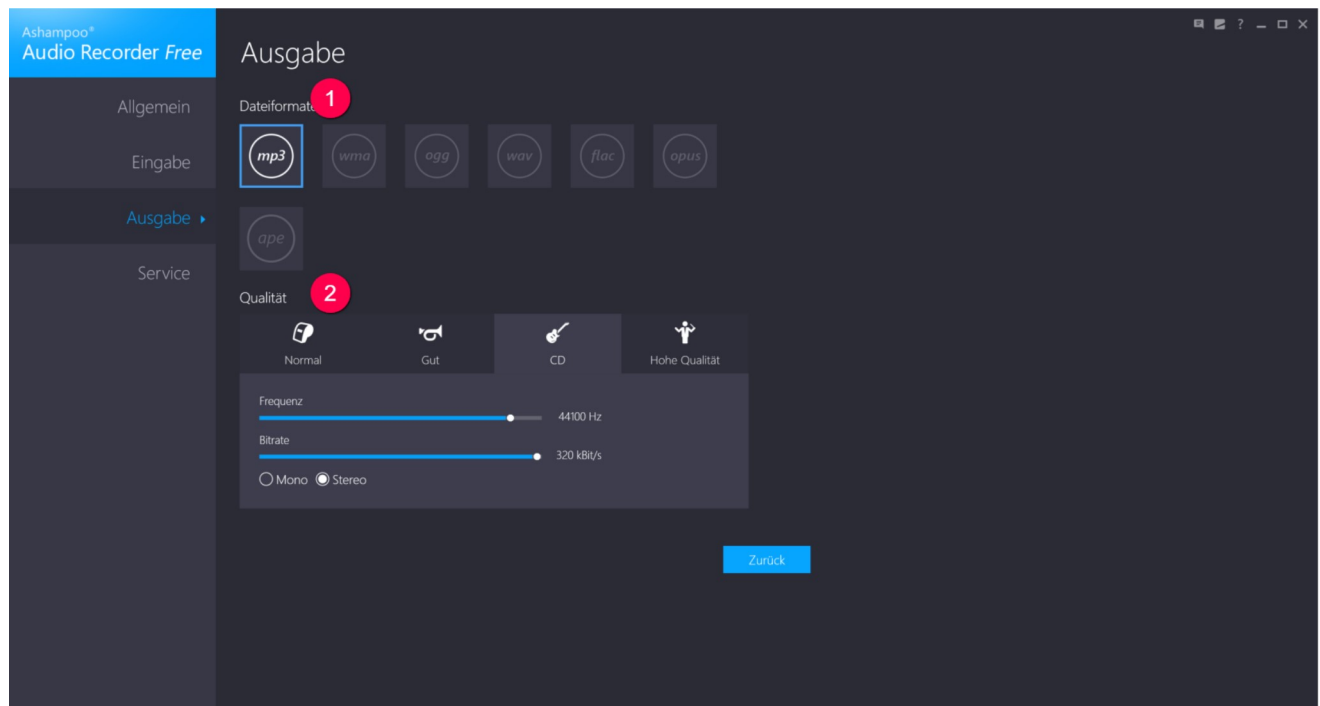 Ashampoo®
Audio Recorder Free
Allgemein
Eingabe
Ausgabe
Service
Ausgabe
Dateiformate
1
mp3
wma
ogg
wav
flac
opus
ape
Qualität
2
Normal
Gut
CD
Hohe Qualität
Frequenz
44100 Hz
Bitrate
320 kBit/s
Mono
Stereo
Zurück
?